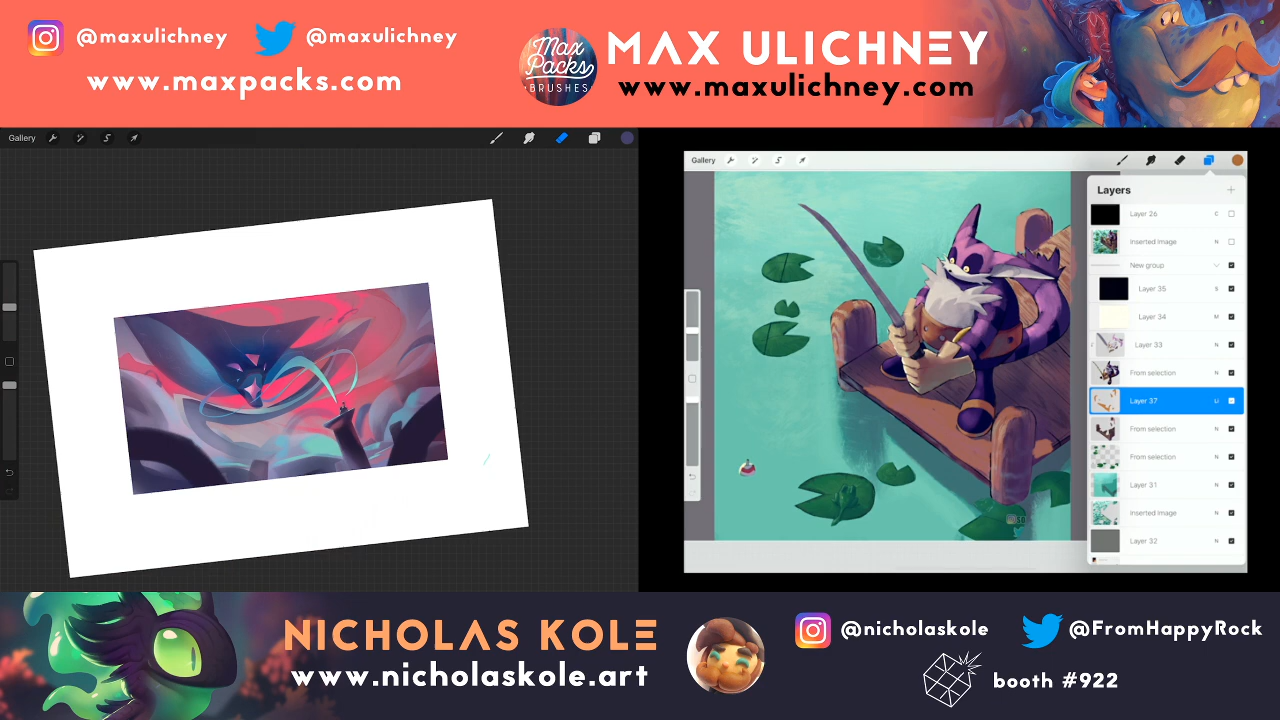 @maxulichney
@maxulichney
www.maxpacks.com
Max
Packs
BRUSHES
MAX ULICHNEY
www.maxulichney.com
Gallery
Gallery
Layers
Layer 26 C
Inserted Image N
New group
Layer 35 S
Layer 34 M
Layer 33 N
From selection N
Layer 37 Li
From selection N
From selection N
Layer 31 N
Inserted Image N
Layer 32 N
NICHOLAS KOLE
www.nicholaskole.art
@nicholaskole
@FromHappyRock
booth #922